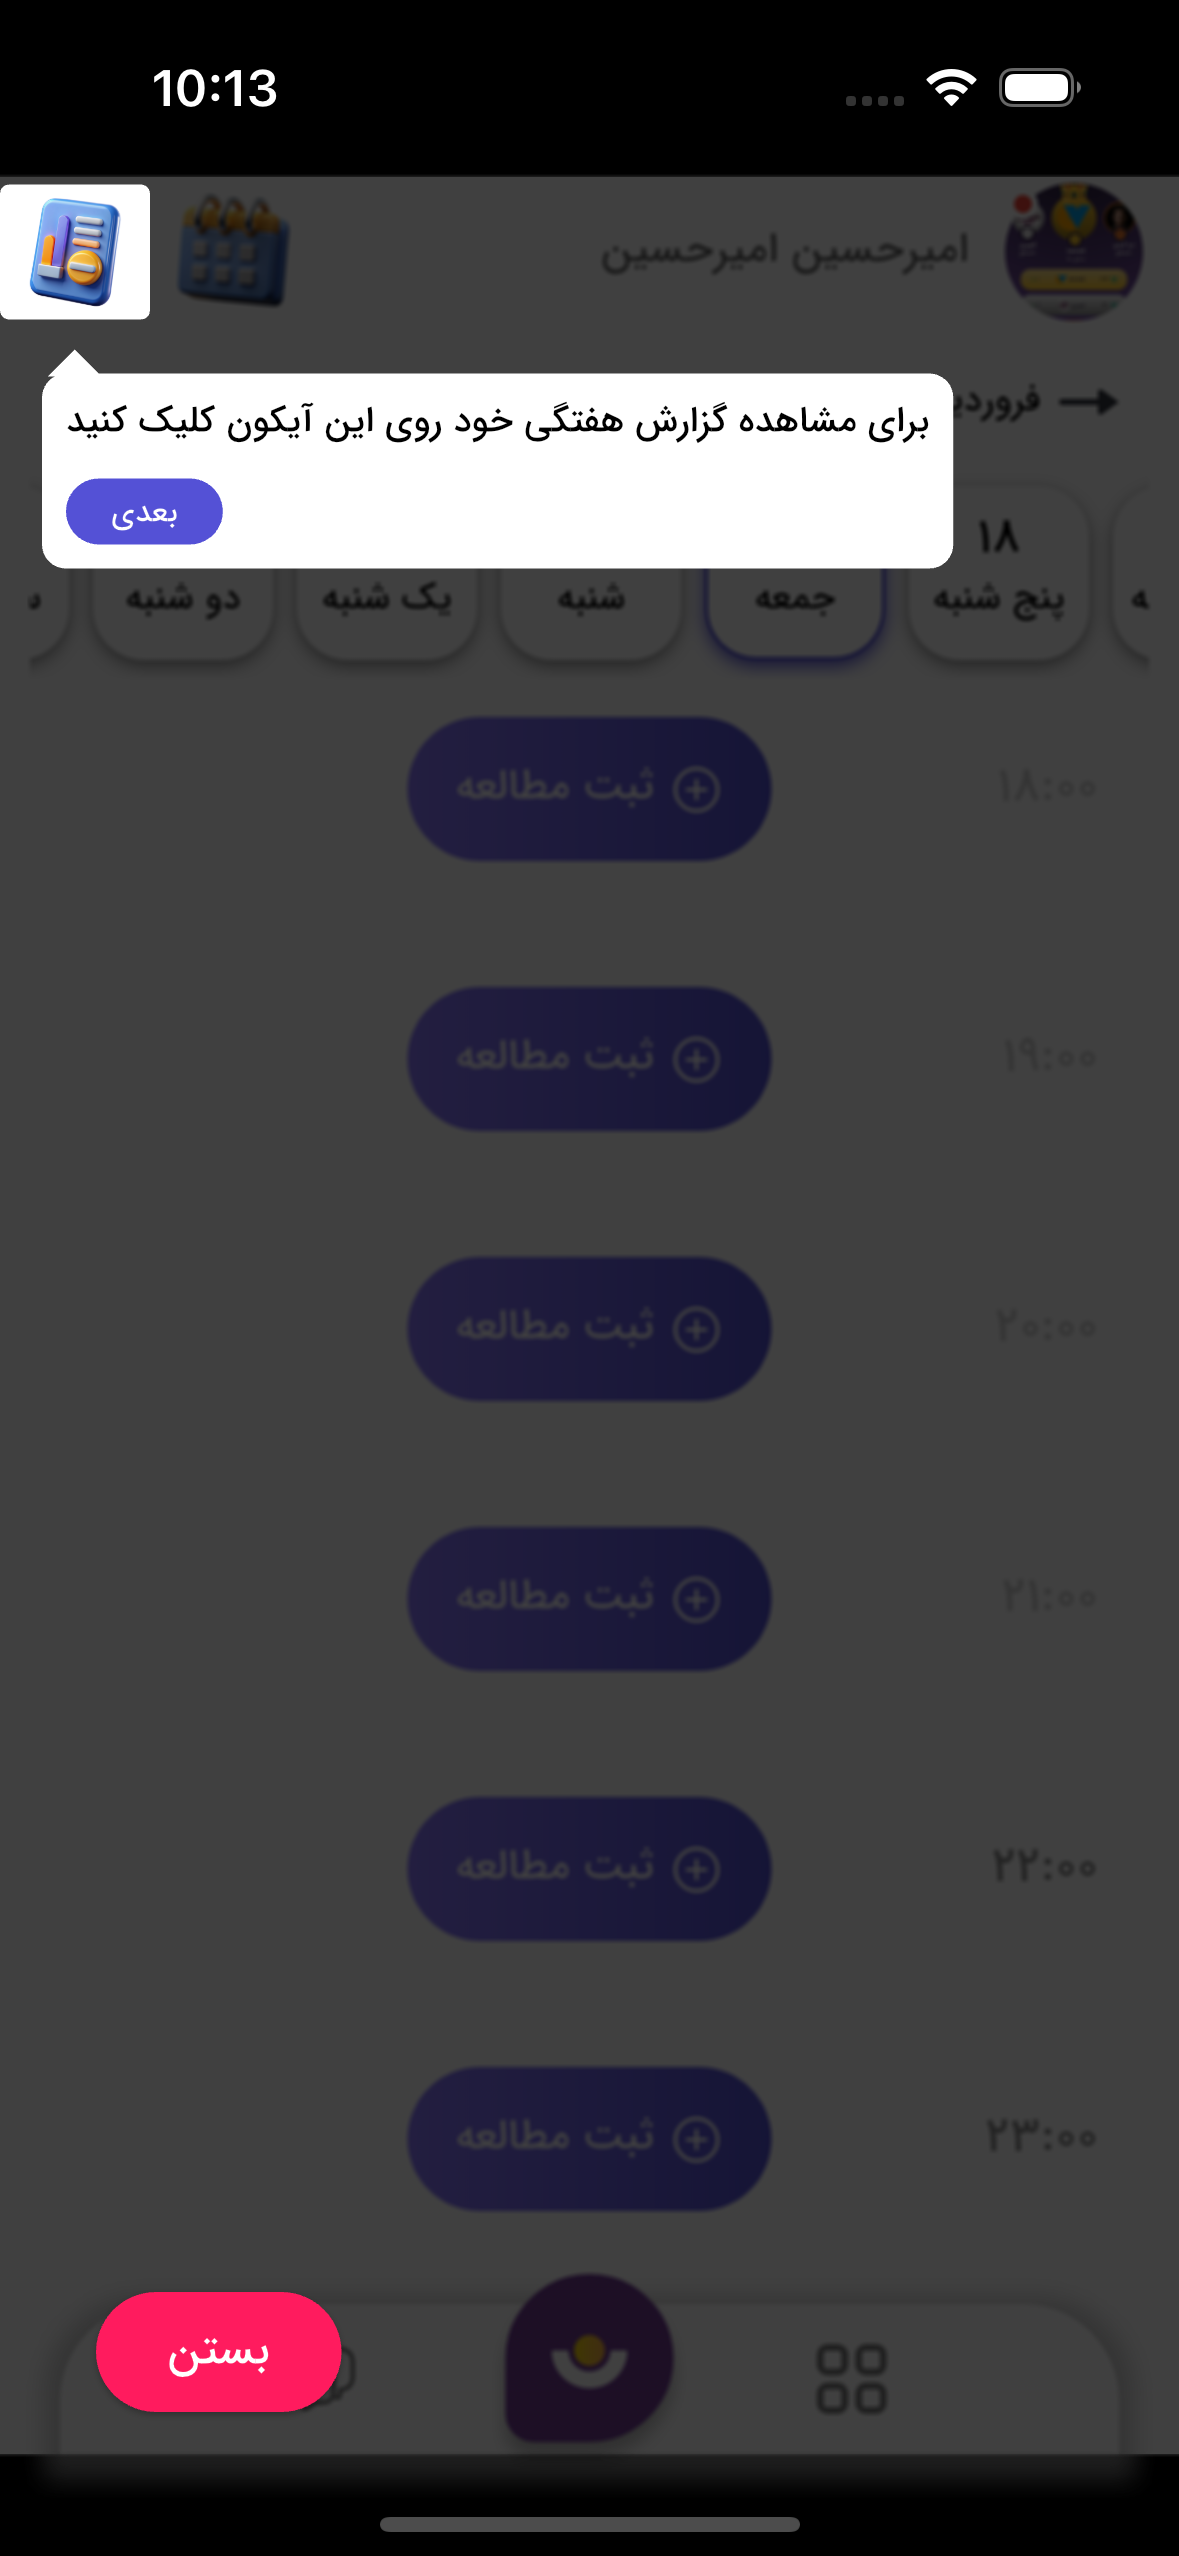 10:13
امیرحسین امیرحسین
برای مشاهده گزارش هفتگی خود روی این آیکون کلیک کنید
بعدی
۱۸
پنج شنبه
جمعه
شنبه
یک شنبه
دو شنبه
۱۸:۰۰
ثبت مطالعه
۱۹:۰۰
ثبت مطالعه
۲۰:۰۰
ثبت مطالعه
۲۱:۰۰
ثبت مطالعه
۲۲:۰۰
ثبت مطالعه
۲۳:۰۰
ثبت مطالعه
بستن